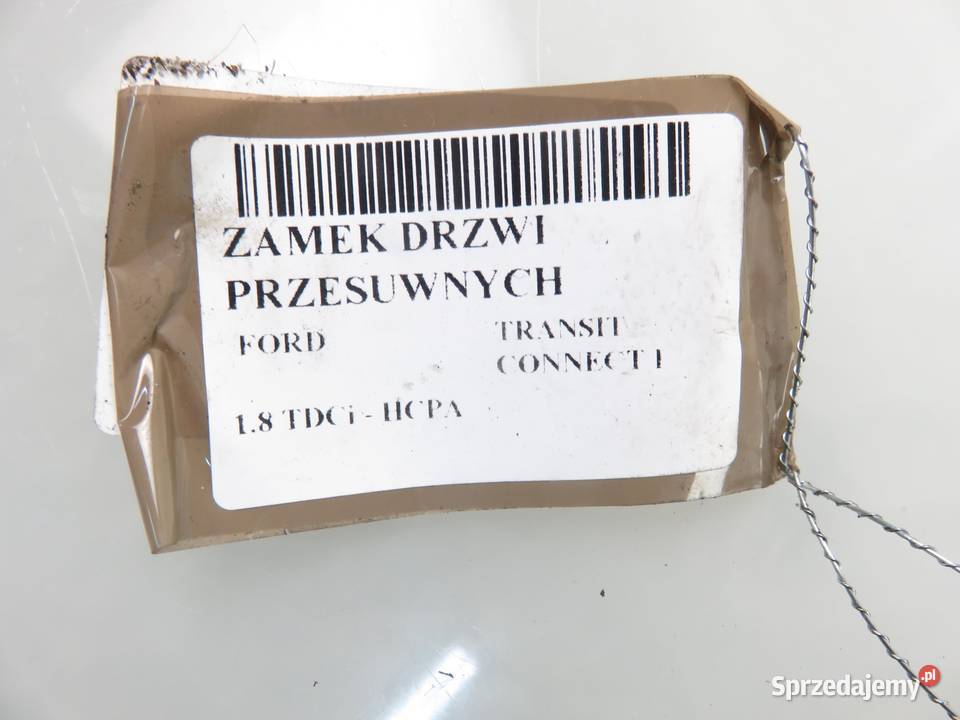 ZAMEK DRZWI
PRZESUWNYCH
FORD
TRANSIT
CONNECT I
1.8 TDCi - HCPA
Sprzedajemy.pl